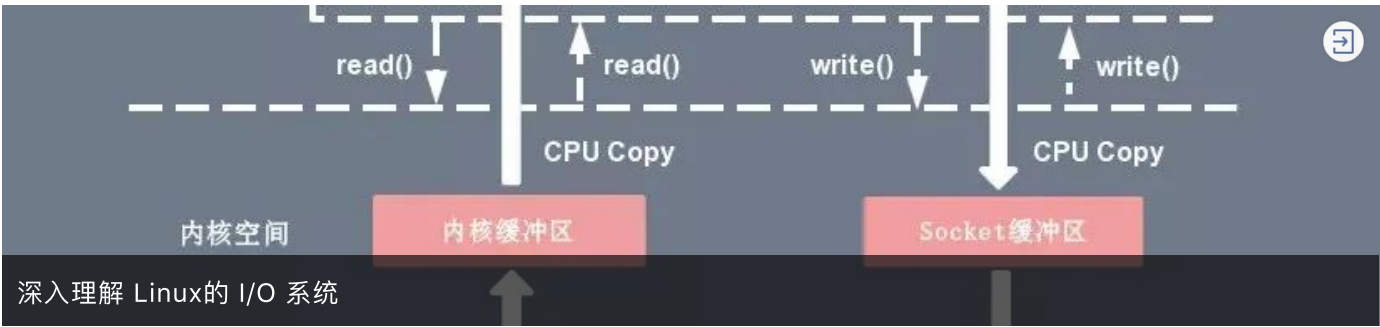 read()
read()
write()
write()
CPU Copy
CPU Copy
内核空间
内核缓冲区
Socket缓冲区
深入理解 Linux的 I/O 系统